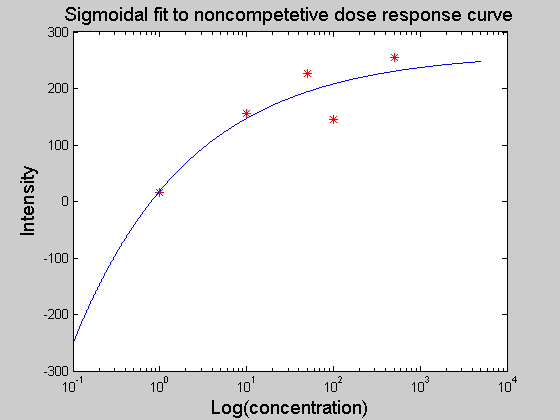 Sigmoidal fit to noncompetetive dose response curve
300
200
100
0
-100
-200
-300
Intensity
10^-1 10^0 10^1 10^2 10^3 10^4
Log(concentration)